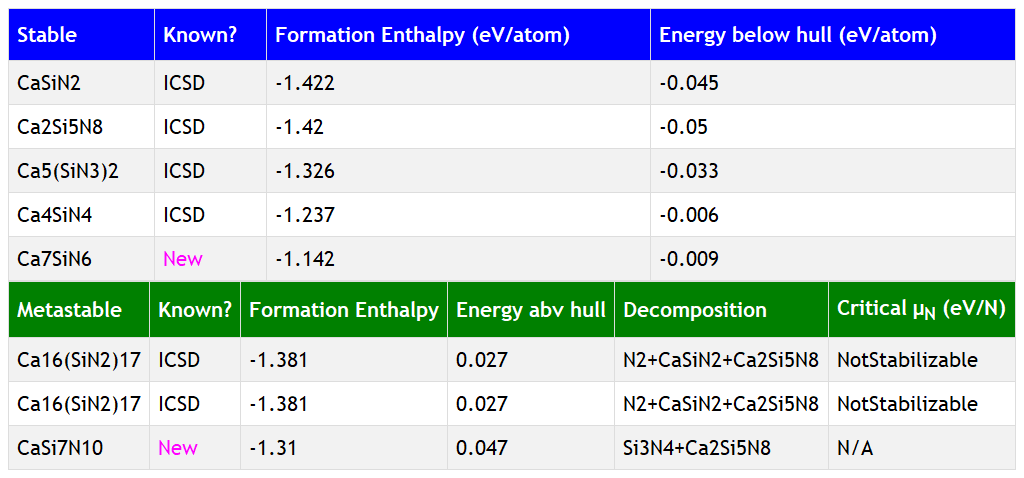 Stable Known? Formation Enthalpy (eV/atom) Energy below hull (eV/atom)
CaSiN2 ICSD -1.422 -0.045
Ca2Si5N8 ICSD -1.42 -0.05
Ca5(SiN3)2 ICSD -1.326 -0.033
Ca4SiN4 ICSD -1.237 -0.006
Ca7SiN6 New -1.142 -0.009
Metastable Known? Formation Enthalpy Energy abv hull Decomposition Critical μN (eV/N)
Ca16(SiN2)17 ICSD -1.381 0.027 N2+CaSiN2+Ca2Si5N8 NotStabilizable
Ca16(SiN2)17 ICSD -1.381 0.027 N2+CaSiN2+Ca2Si5N8 NotStabilizable
CaSi7N10 New -1.31 0.047 Si3N4+Ca2Si5N8 N/A